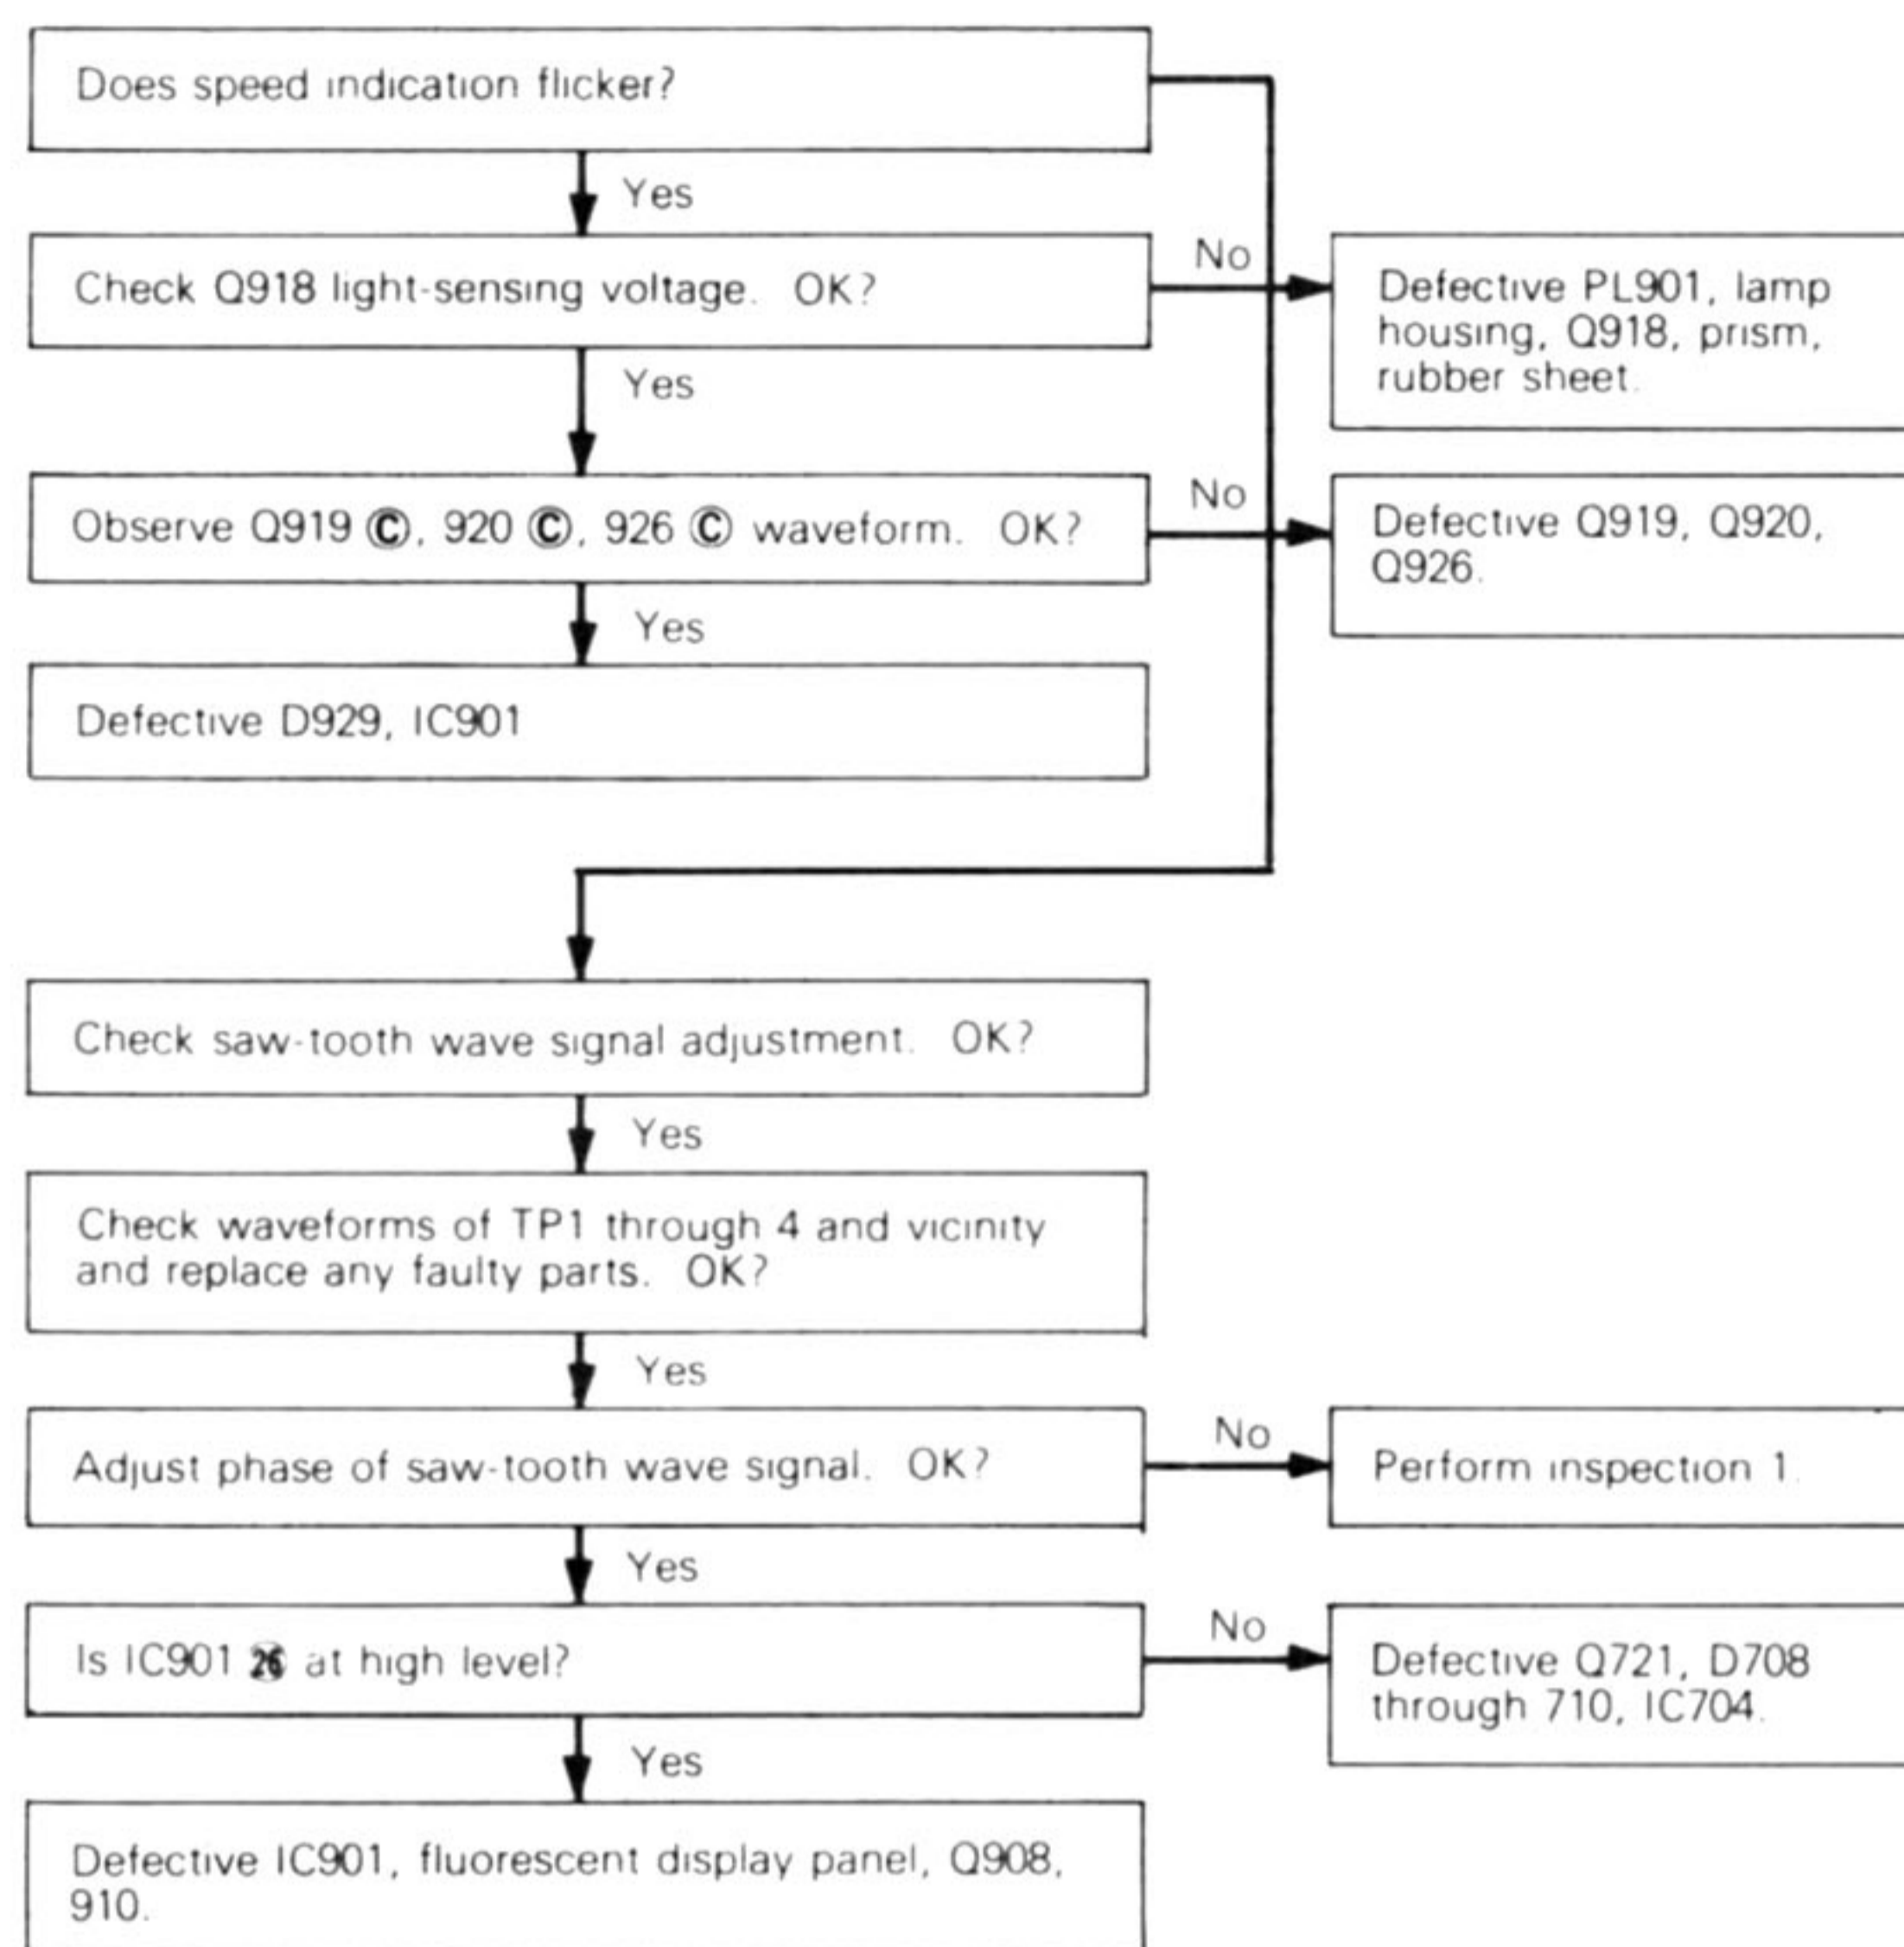 Does speed indication flicker?
Yes
Check Q918 light-sensing voltage. OK?
No
Defective PL901, lamp
housing, Q918, prism,
rubber sheet.
Yes
Observe Q919 Ⓒ, 920 Ⓒ, 926 Ⓒ waveform. OK?
No
Defective Q919, Q920,
Q926.
Yes
Defective D929, IC901
Check saw-tooth wave signal adjustment. OK?
Yes
Check waveforms of TP1 through 4 and vicinity
and replace any faulty parts. OK?
Yes
Adjust phase of saw-tooth wave signal. OK?
No
Perform inspection 1.
Yes
Is IC901 ㉖ at high level?
No
Defective Q721, D708
through 710, IC704.
Yes
Defective IC901, fluorescent display panel, Q908,
910.